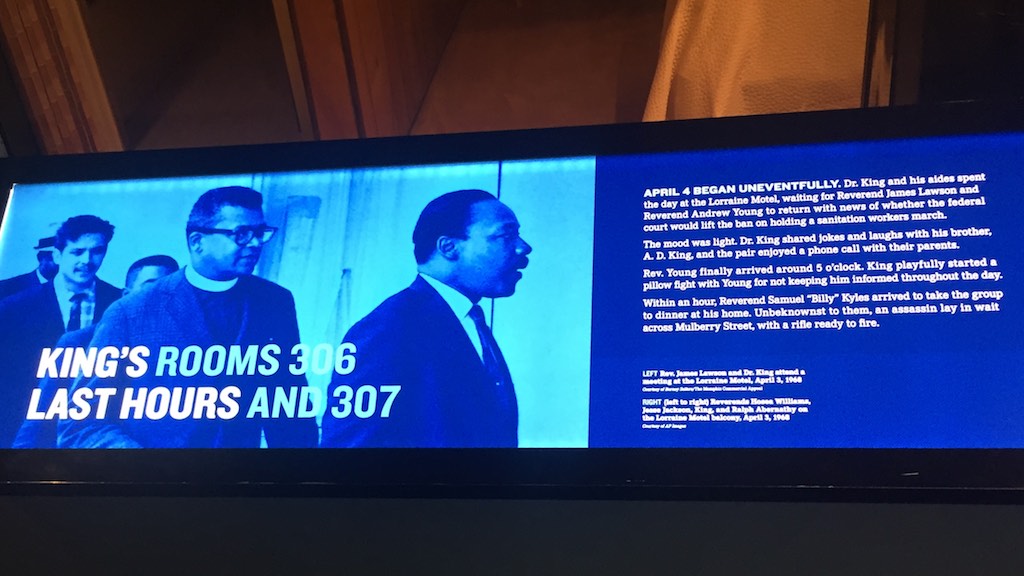 KING'S ROOMS 306
LAST HOURS AND 307
APRIL 4 BEGAN UNEVENTFULLY. Dr. King and his aides spent
the day at the Lorraine Motel, waiting for Reverend James Lawson and
Reverend Andrew Young to return with news of whether the federal
court would lift the ban on holding a sanitation workers march.
The mood was light. Dr. King shared jokes and laughs with his brother,
A. D. King, and the pair enjoyed a phone call with their parents.
Rev. Young finally arrived around 5 o'clock. King playfully started a
pillow fight with Young for not keeping him informed throughout the day.
Within an hour, Reverend Samuel "Billy" Kyles arrived to take the group
to dinner at his home. Unbeknownst to them, an assassin lay in wait
across Mulberry Street, with a rifle ready to fire.
LEFT Rev. James Lawson and Dr. King attend a
meeting at the Lorraine Motel, April 3, 1968
Courtesy of Barney Sellers/The Memphis Commercial Appeal
RIGHT (left to right) Reverends Hosea Williams,
Jesse Jackson, King, and Ralph Abernathy on
the Lorraine Motel balcony, April 3, 1968
Courtesy of AP Images